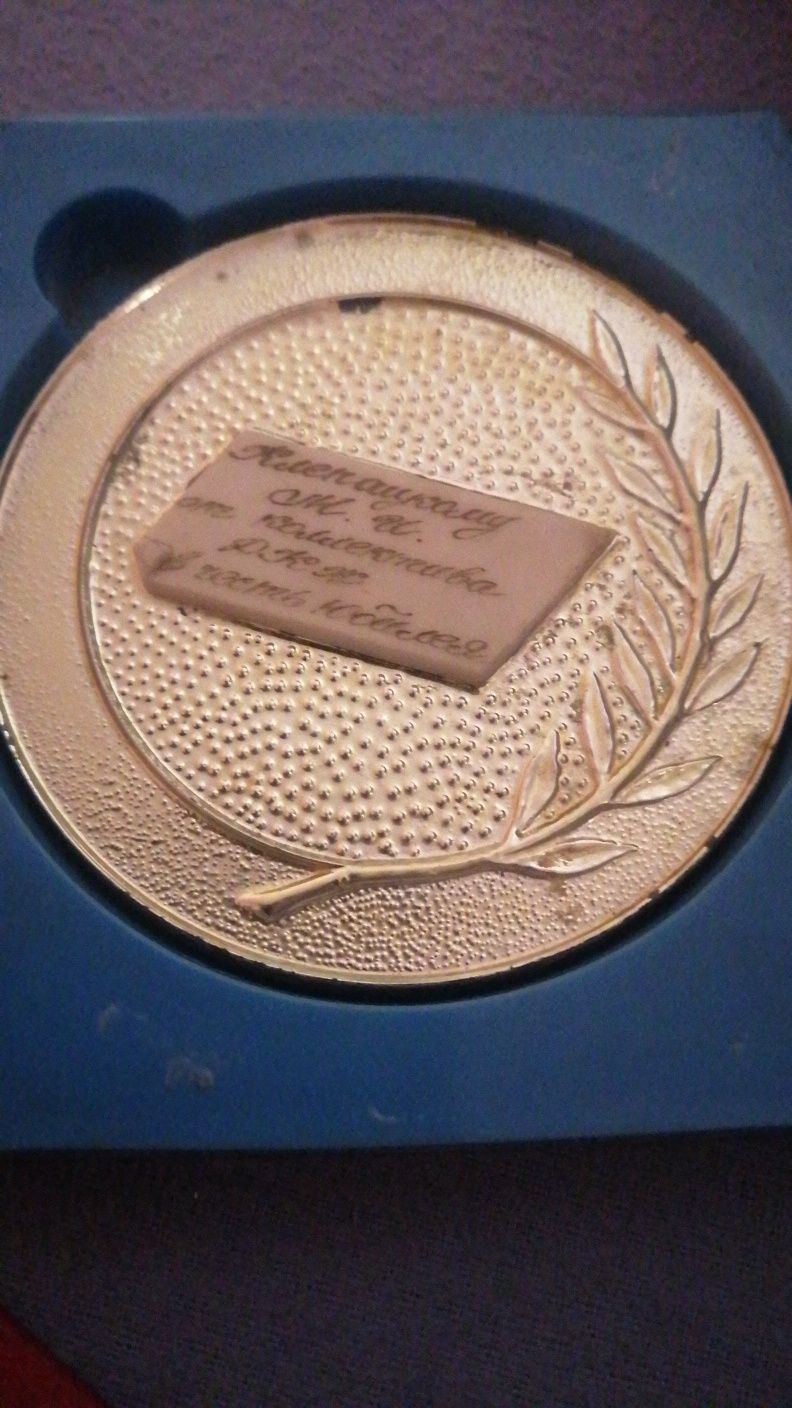 М. И.
от коллектива
в честь юбилея